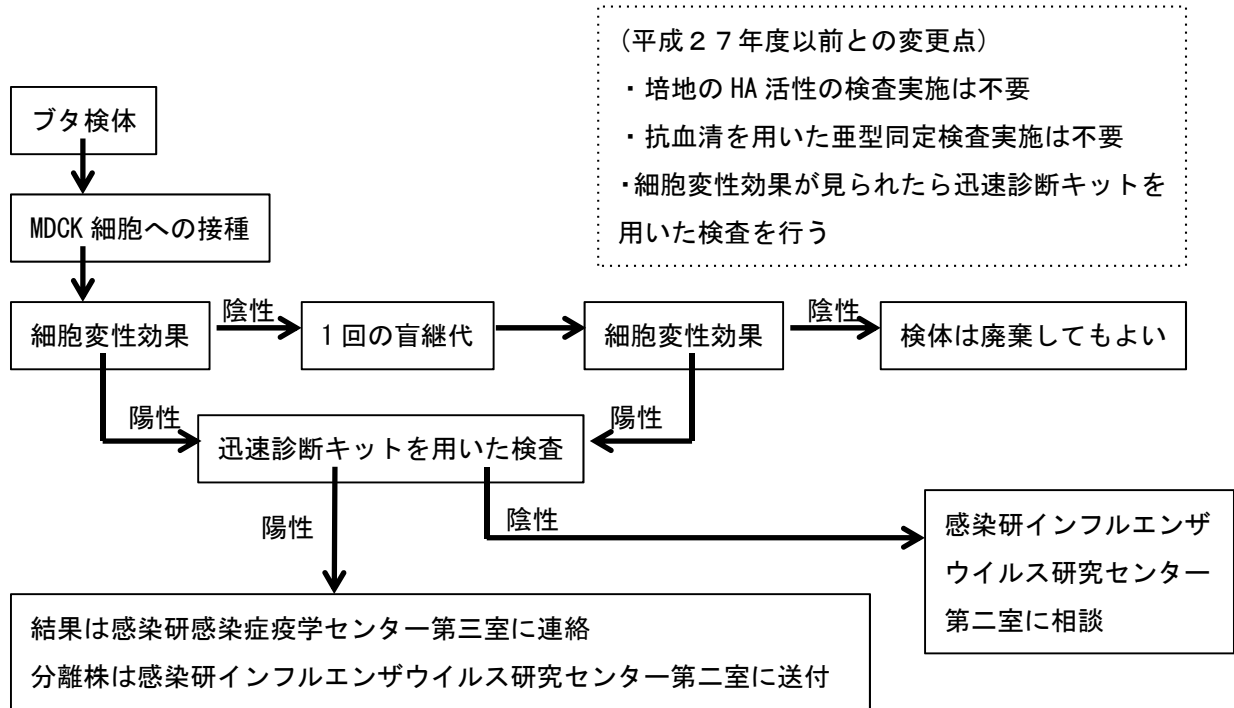 (平成２７年度以前との変更点)
・培地の HA 活性の検査実施は不要
・抗血清を用いた亜型同定検査実施は不要
・細胞変性効果が見られたら迅速診断キットを
用いた検査を行う
ブタ検体
MDCK 細胞への接種
細胞変性効果
陰性
1 回の盲継代
細胞変性効果
陰性
検体は廃棄してもよい
陽性
陽性
迅速診断キットを用いた検査
陽性
陰性
感染研インフルエンザ
ウイルス研究センター
第二室に相談
結果は感染研感染症疫学センター第三室に連絡
分離株は感染研インフルエンザウイルス研究センター第二室に送付